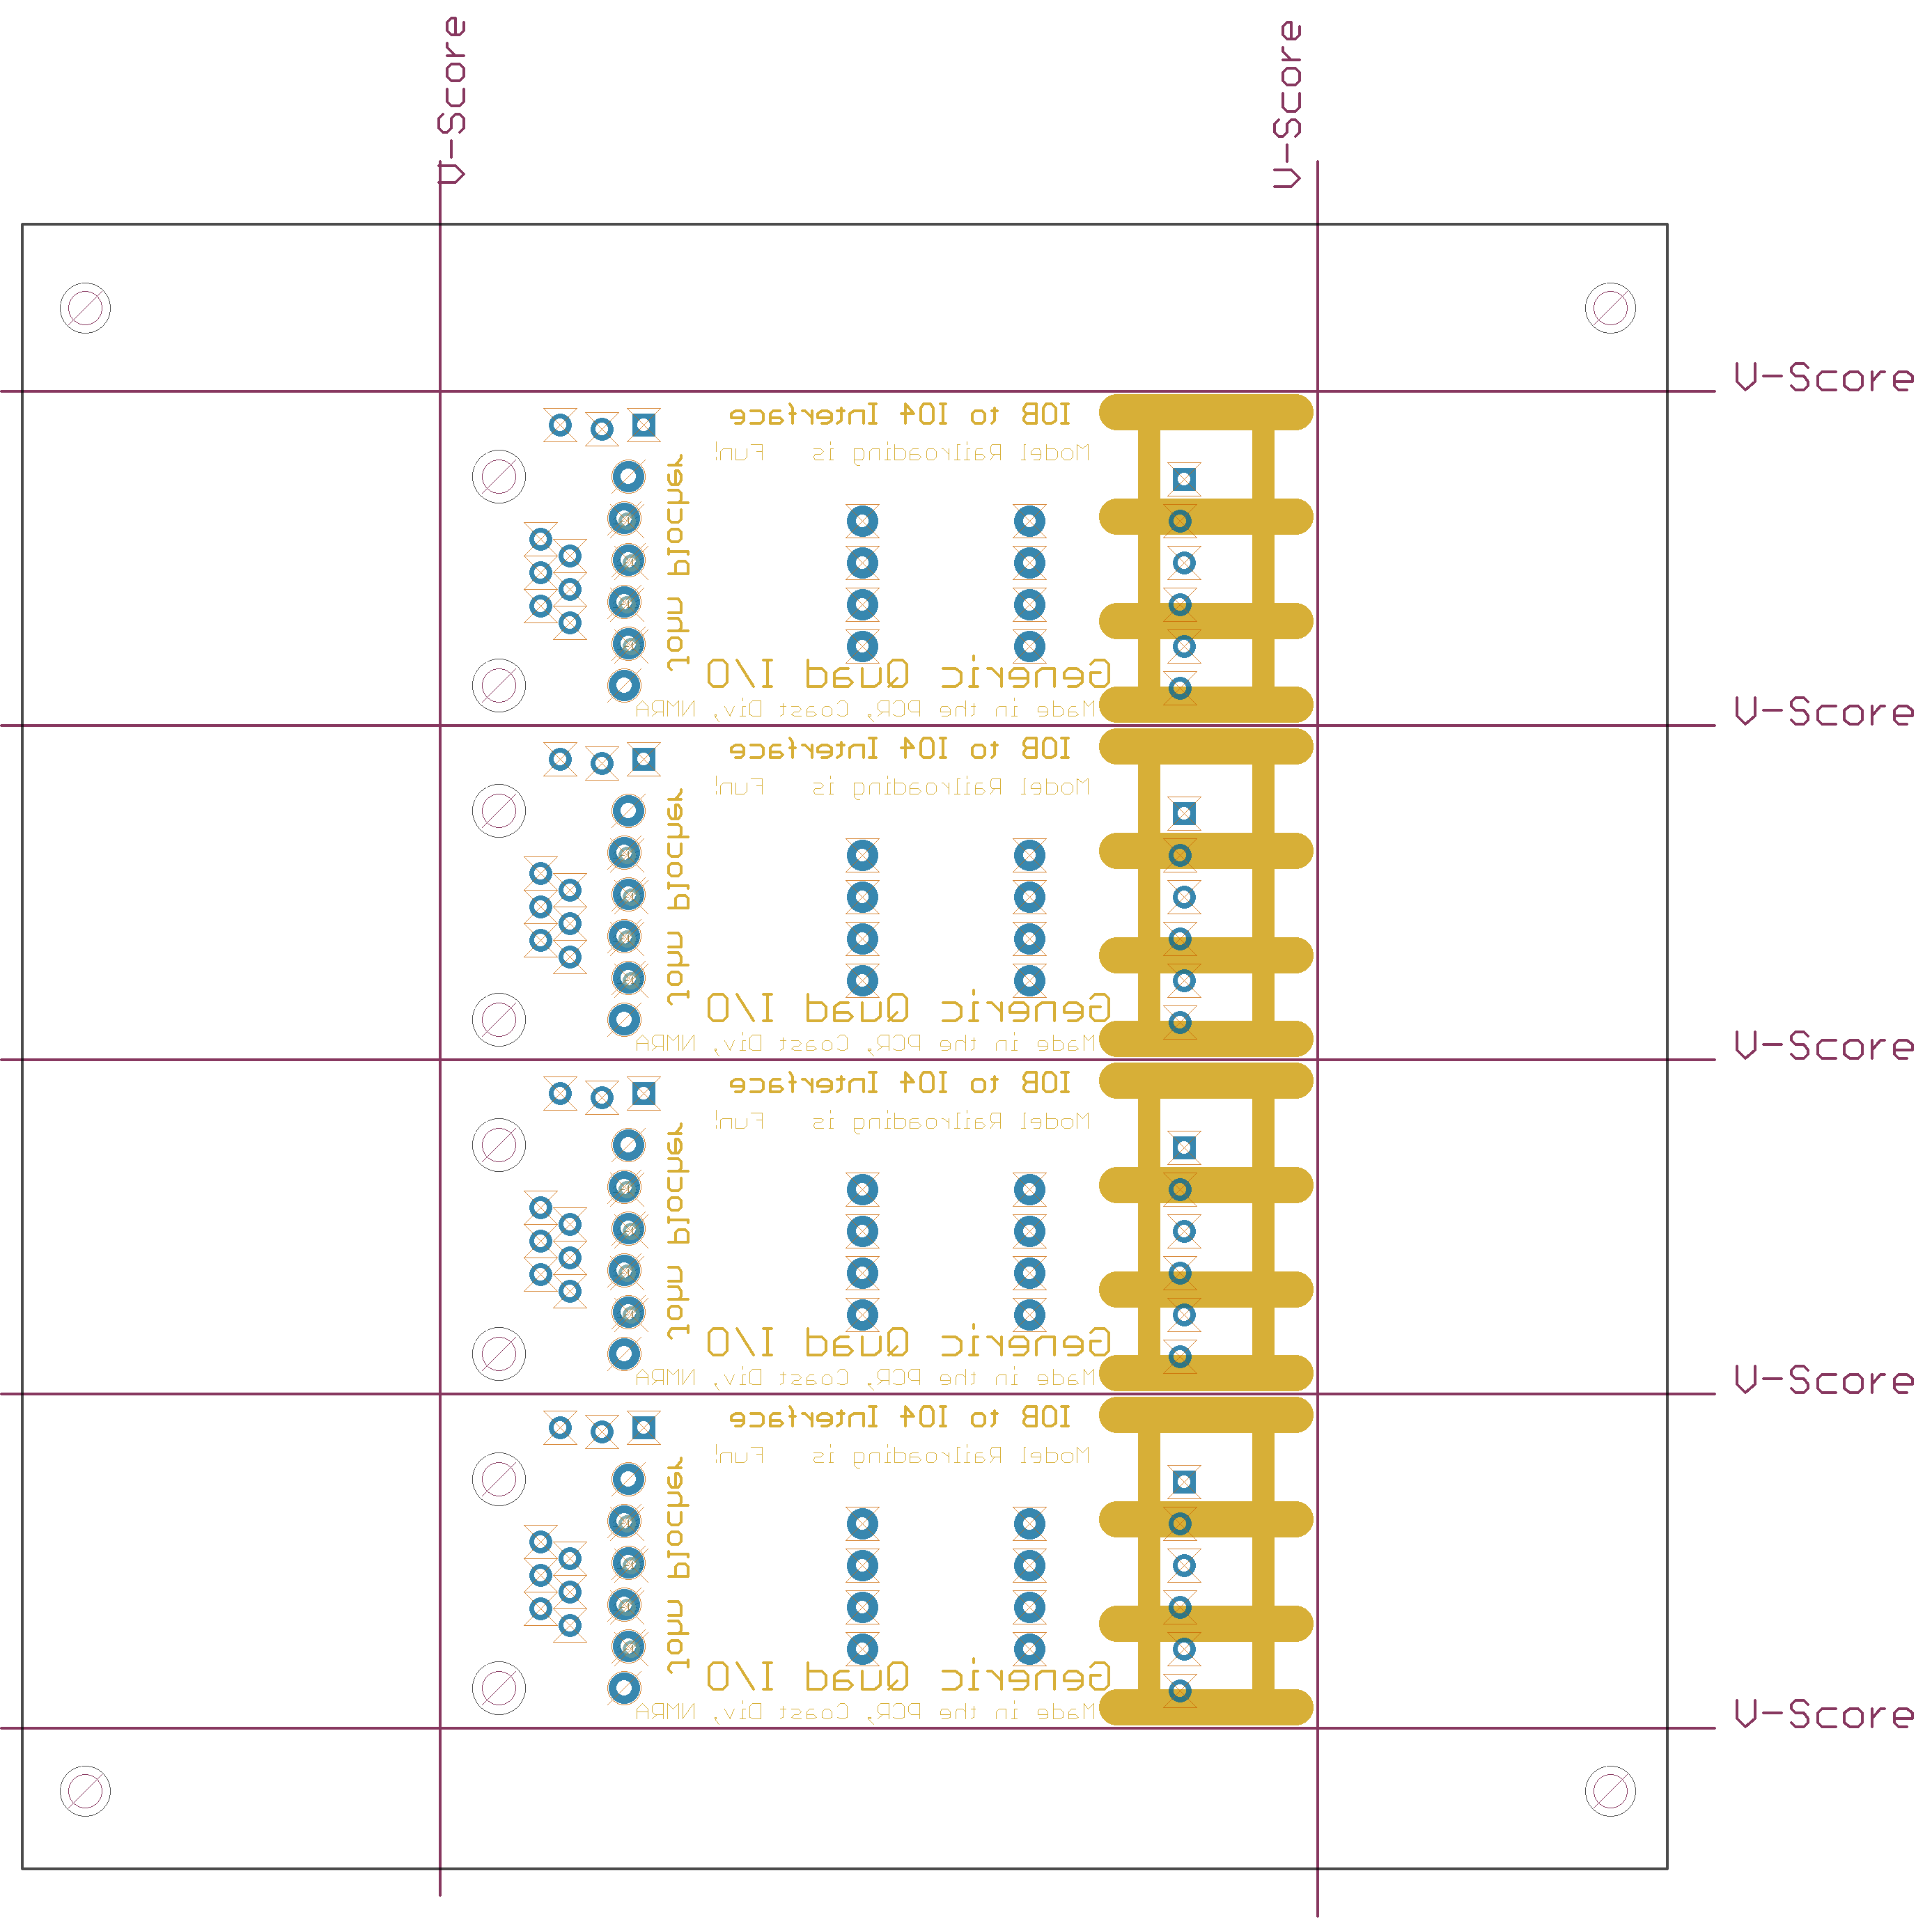 V-Score
V-Score
V-Score
IOB to IO4 Interface
Model Railroading is Fun!
John Plocher
Generic Quad I/O
Made in the PCR, Coast Div, NMRA
V-Score
IOB to IO4 Interface
Model Railroading is Fun!
John Plocher
Generic Quad I/O
Made in the PCR, Coast Div, NMRA
V-Score
IOB to IO4 Interface
Model Railroading is Fun!
John Plocher
Generic Quad I/O
Made in the PCR, Coast Div, NMRA
V-Score
IOB to IO4 Interface
Model Railroading is Fun!
John Plocher
Generic Quad I/O
Made in the PCR, Coast Div, NMRA
V-Score